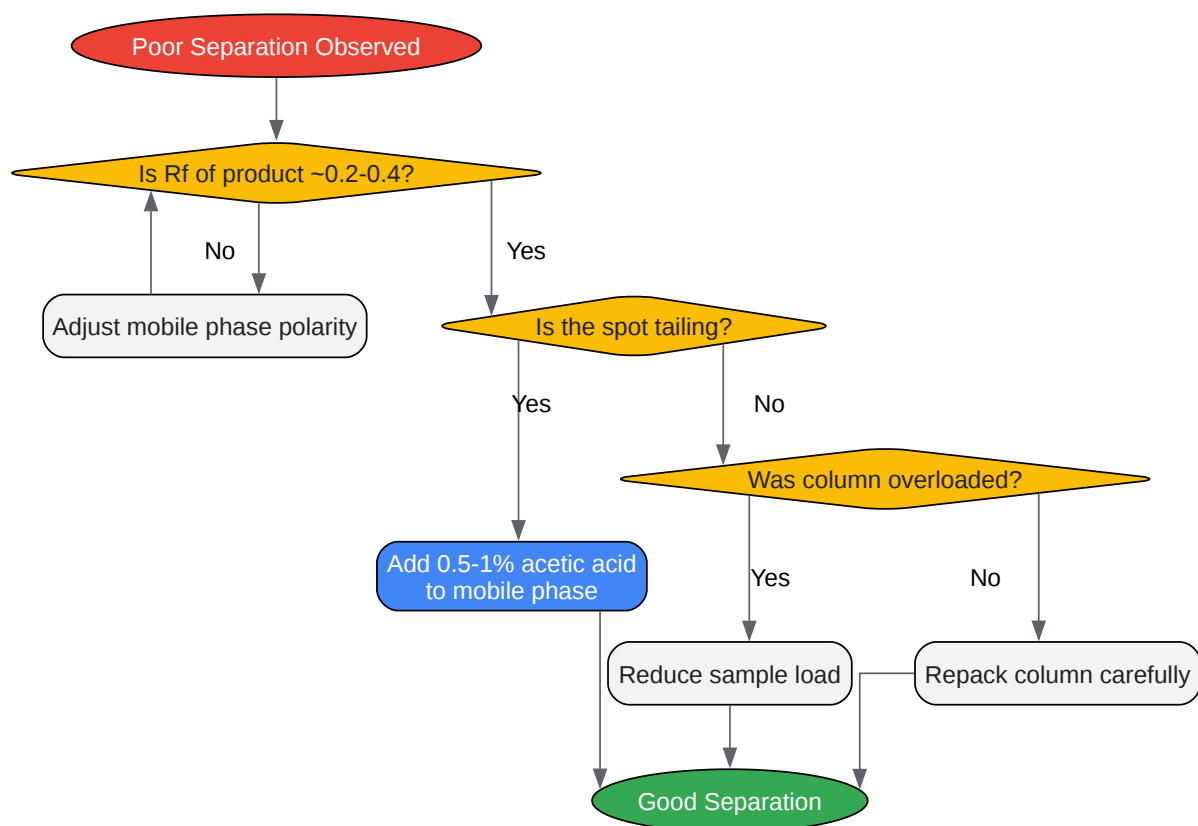 Poor Separation Observed
Is Rf of product ~0.2-0.4?
No
Yes
Adjust mobile phase polarity
Is the spot tailing?
Yes
No
Was column overloaded?
Add 0.5-1% acetic acid
to mobile phase
Yes
No
Reduce sample load
Repack column carefully
Good Separation